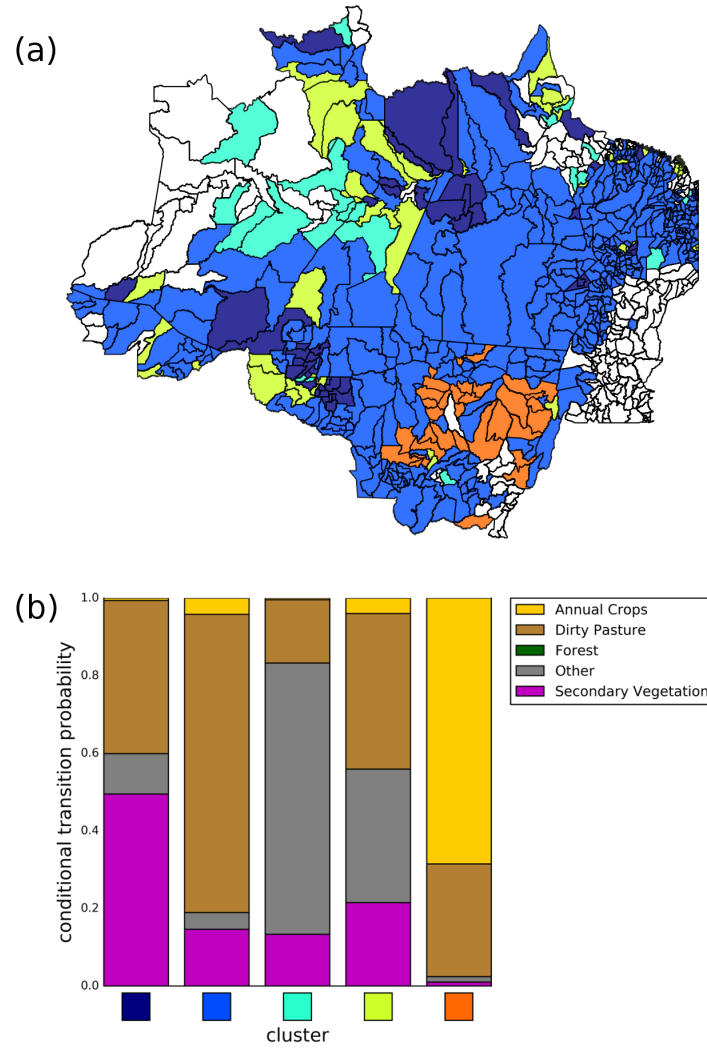 (a)
(b)
1.0
0.8
0.6
0.4
0.2
0.0
conditional transition probability
cluster
Annual Crops
Dirty Pasture
Forest
Other
Secondary Vegetation